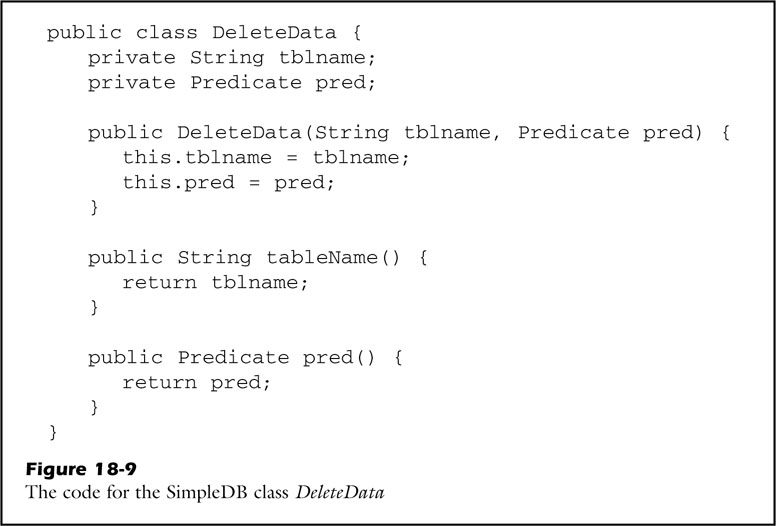 public class DeleteData {
private String tblname;
private Predicate pred;
public DeleteData(String tblname, Predicate pred) {
this.tblname = tblname;
this.pred = pred;
}
public String tableName() {
return tblname;
}
public Predicate pred() {
return pred;
}
}
Figure 18-9
The code for the SimpleDB class DeleteData